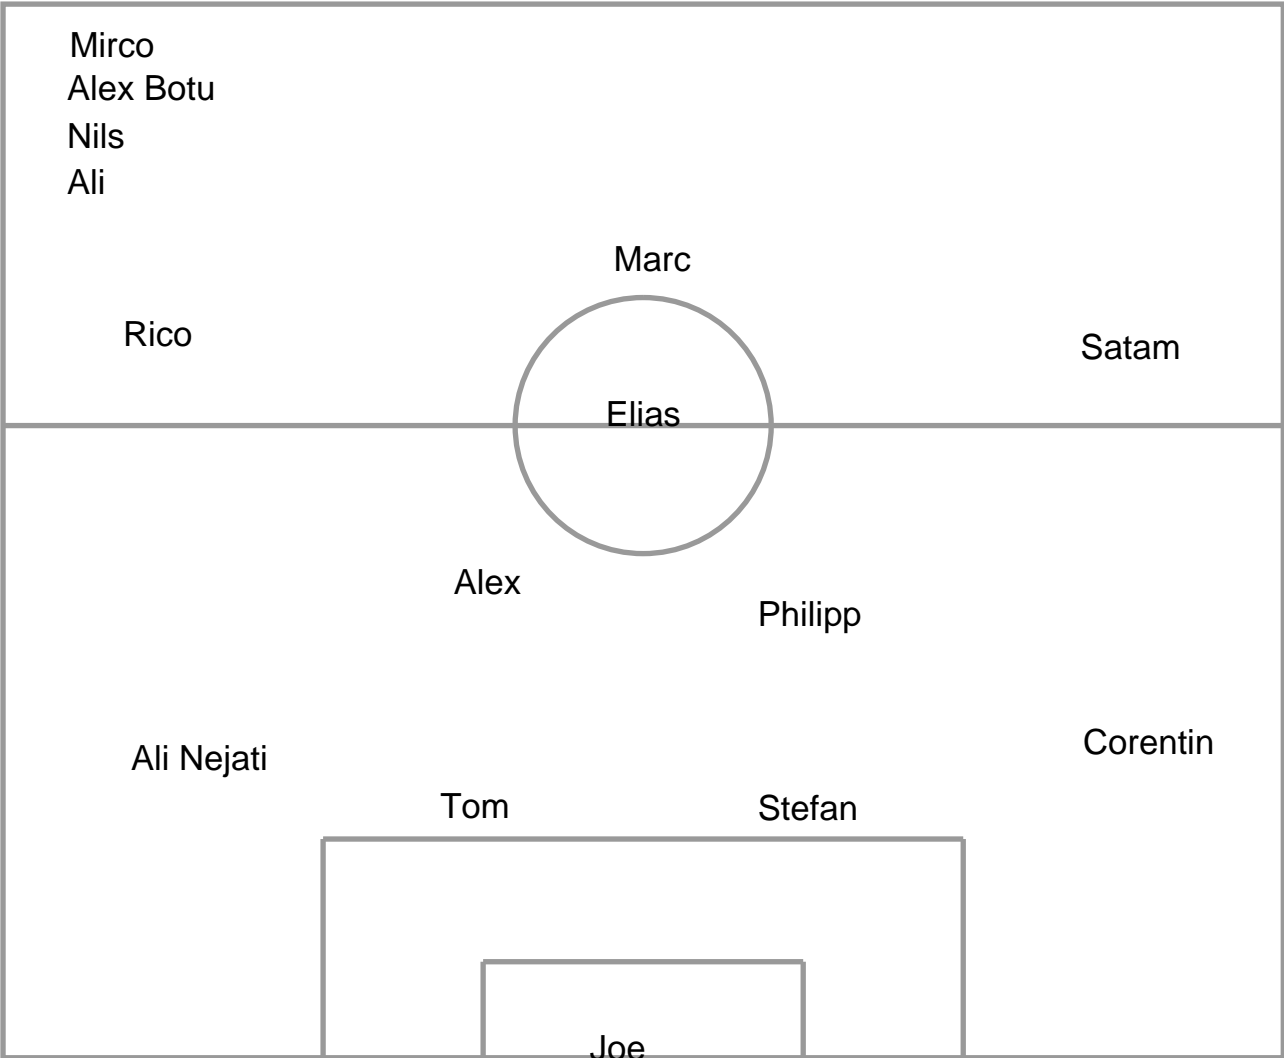 Mirco
Alex Botu
Nils
Ali
Marc
Rico
Satam
Elias
Alex
Philipp
Corentin
Ali Nejati
Tom
Stefan
Joe